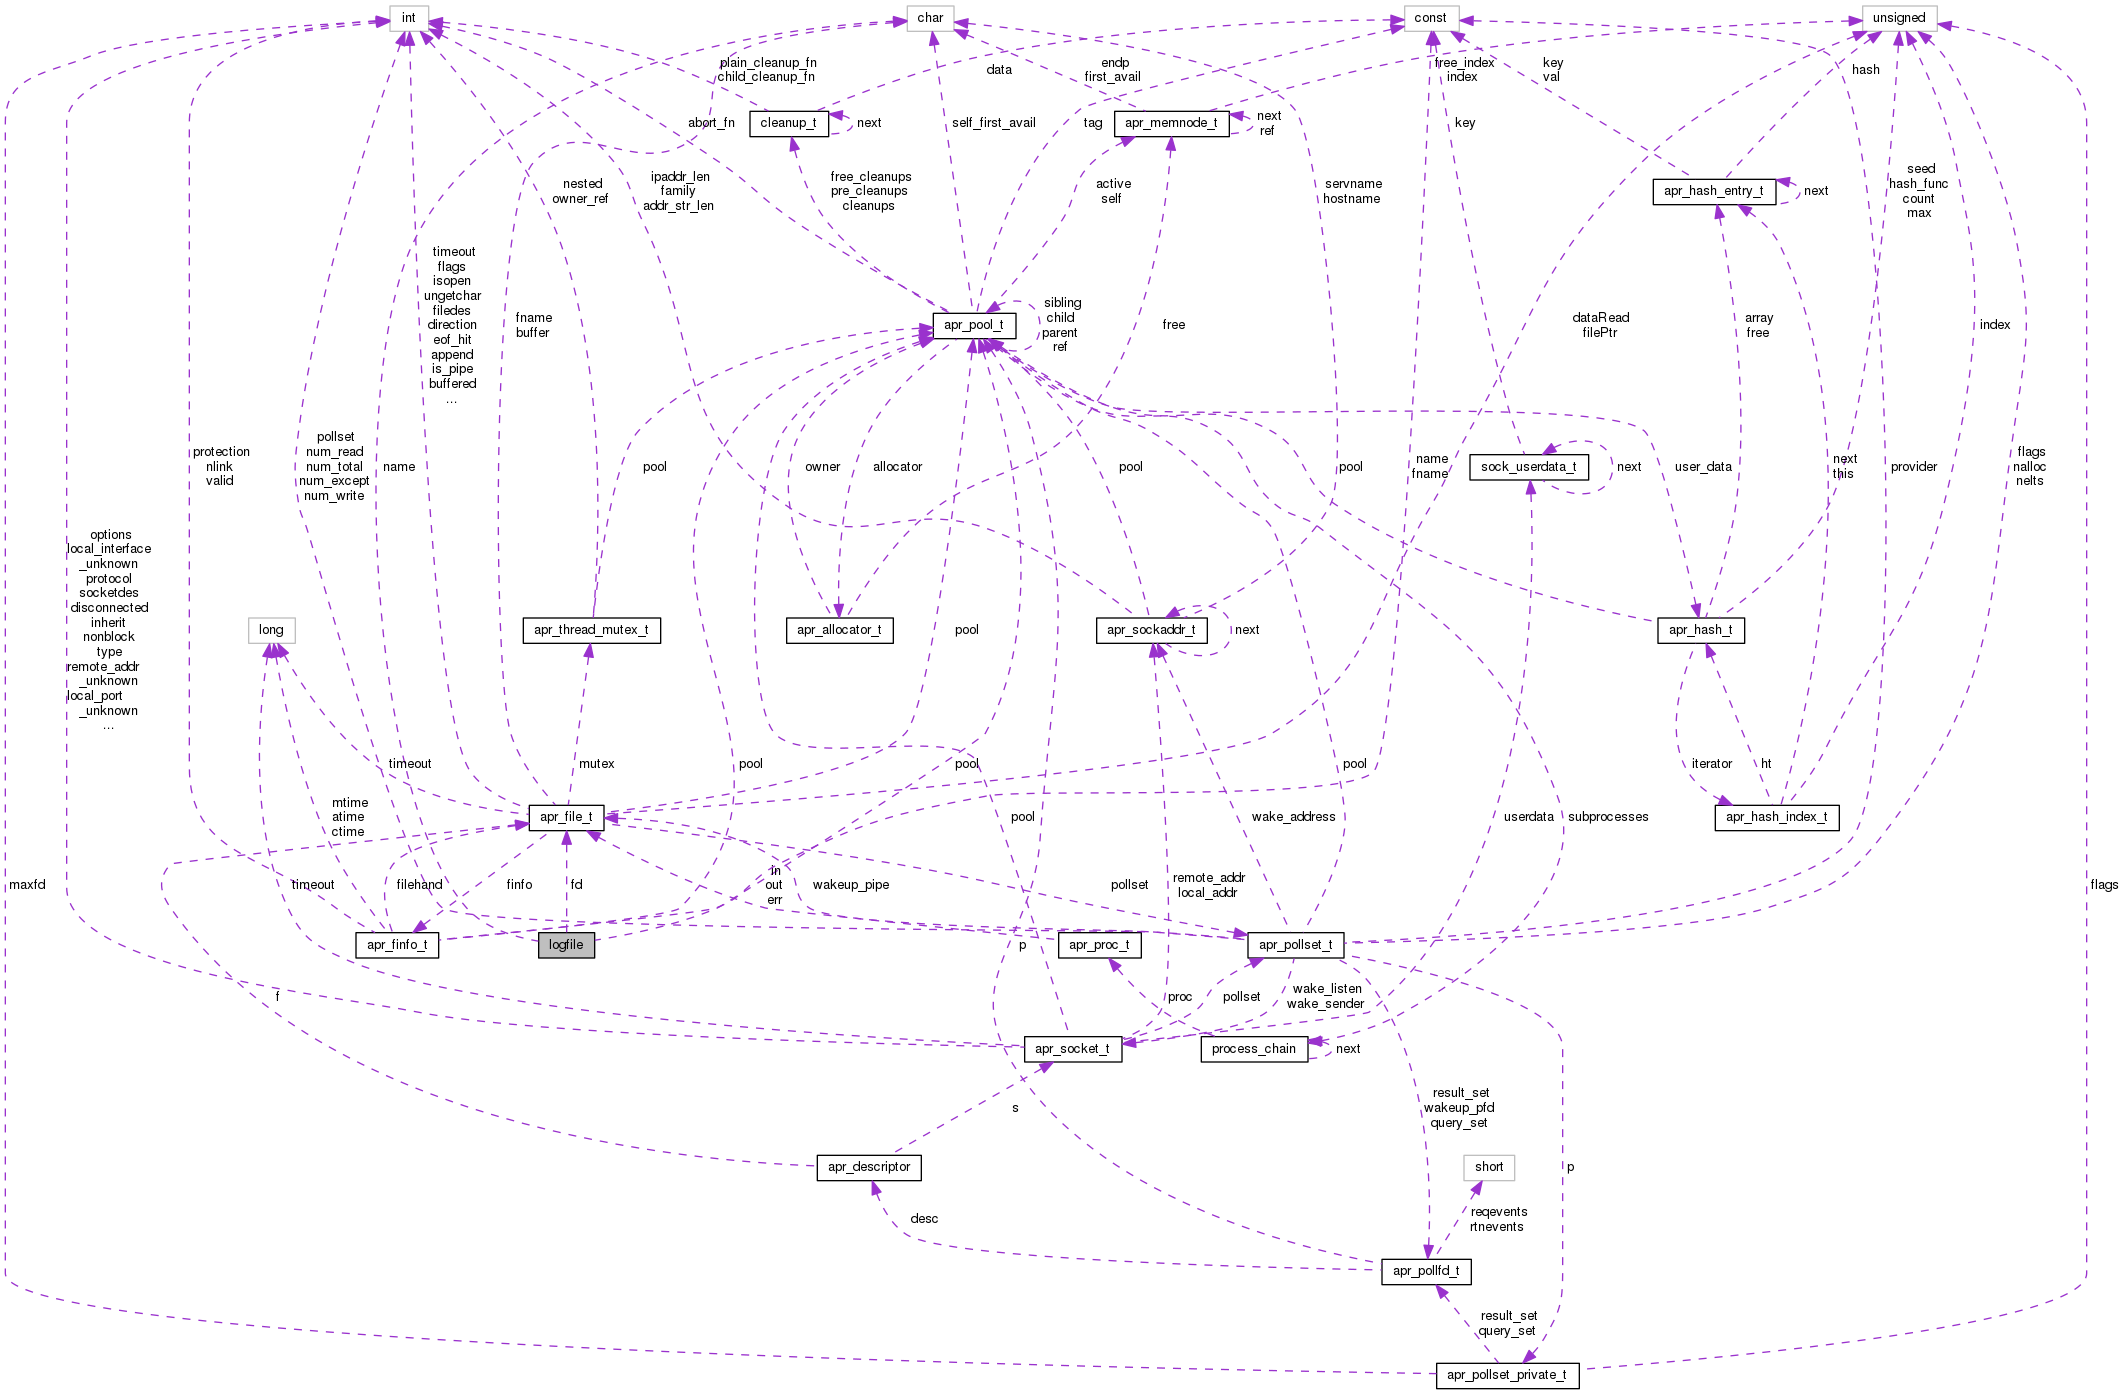 int
char
const
unsigned
plain_cleanup_fn
child_cleanup_fn
data
endp
first_avail
free_index
index
key
val
hash
cleanup_t
next
abort_fn
self_first_avail
tag
apr_memnode_t
next
ref
key
nested
owner_ref
ipaddr_len
family
addr_str_len
free_cleanups
pre_cleanups
cleanups
active
self
servname
hostname
apr_hash_entry_t
next
seed
hash_func
count
max
timeout
flags
isopen
ungetchar
filedes
direction
eof_hit
append
is_pipe
buffered
...
fname
buffer
apr_pool_t
sibling
child
parent
ref
free
dataRead
filePtr
array
free
index
protection
nlink
valid
pollset
num_read
num_total
num_except
num_write
name
pool
owner
allocator
pool
pool
name
fname
sock_userdata_t
next
user_data
next
this
provider
flags
nalloc
nelts
options
local_interface
_unknown
protocol
socketdes
disconnected
inherit
nonblock
type
remote_addr
_unknown
local_port
_unknown
...
long
apr_thread_mutex_t
pool
apr_allocator_t
apr_sockaddr_t
next
apr_hash_t
timeout
mutex
pool
pool
pool
iterator
ht
mtime
atime
ctime
apr_file_t
pool
wake_address
userdata
subprocesses
apr_hash_index_t
maxfd
timeout
filehand
finfo
fd
in
out
err
wakeup_pipe
pollset
remote_addr
local_addr
flags
apr_finfo_t
logfile
p
apr_proc_t
apr_pollset_t
f
proc
pollset
wake_listen
wake_sender
apr_socket_t
process_chain
next
s
result_set
wakeup_pfd
query_set
apr_descriptor
short
p
desc
reqevents
rtnevents
apr_pollfd_t
result_set
query_set
apr_pollset_private_t